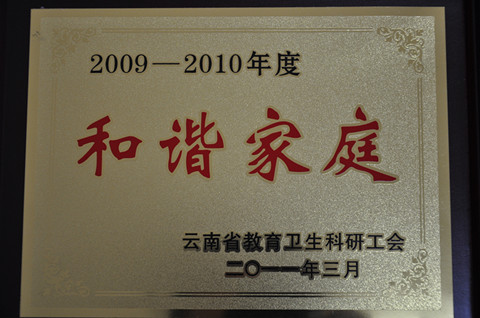 2009—2010年度
和谐家庭
云南省教育卫生科研工会
二〇一一年三月